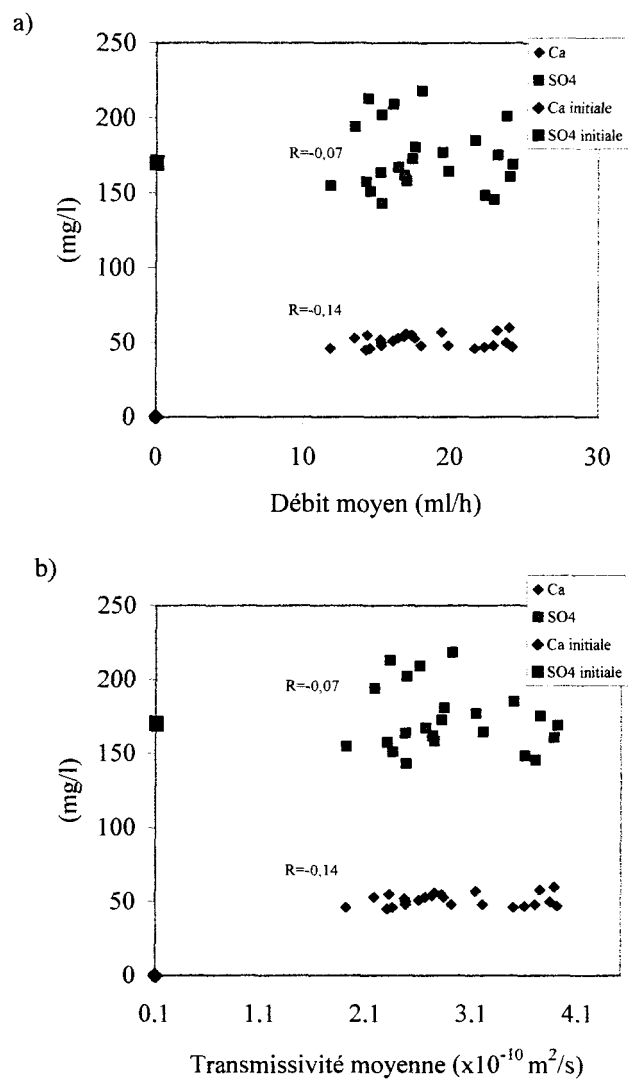 a)
250
200
150
100
50
0
(mg/l)
R=-0,07
R=-0,14
Ca
SO4
Ca initiale
SO4 initiale
0 10 20 30
Débit moyen (ml/h)
b)
250
200
150
100
50
0
(mg/l)
R=-0,07
R=-0,14
Ca
SO4
Ca initiale
SO4 initiale
0.1 1.1 2.1 3.1 4.1
Transmissivité moyenne (x10⁻¹⁰ m²/s)